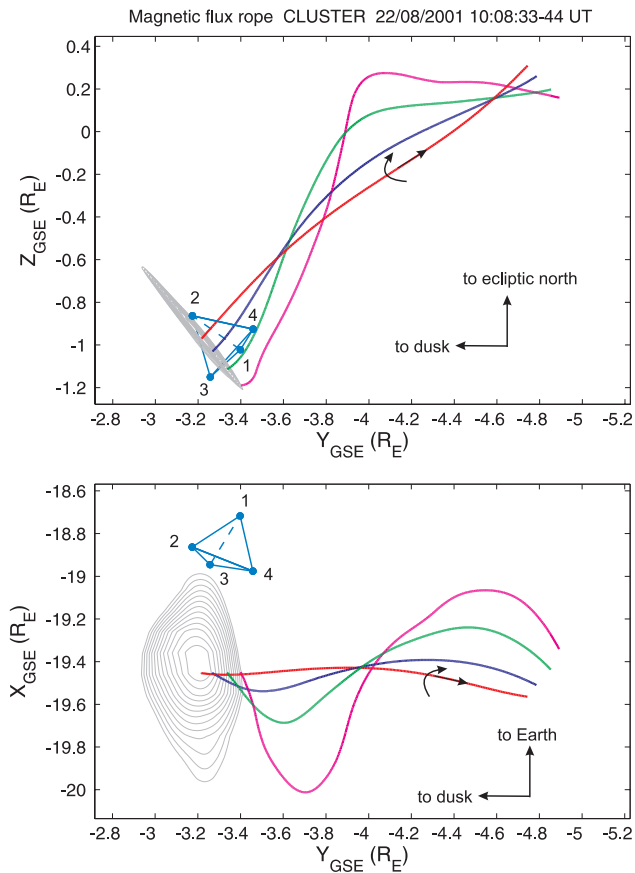 Magnetic flux rope CLUSTER 22/08/2001 10:08:33-44 UT
0.4
0.2
0
-0.2
-0.4
-0.6
-0.8
-1
-1.2
Z_GSE (R_E)
2
4
1
3
to ecliptic north
to dusk
-2.8 -3 -3.2 -3.4 -3.6 -3.8 -4 -4.2 -4.4 -4.6 -4.8 -5 -5.2
Y_GSE (R_E)
-18.6
-18.8
-19
-19.2
-19.4
-19.6
-19.8
-20
X_GSE (R_E)
1
2
3
4
to Earth
to dusk
-2.8 -3 -3.2 -3.4 -3.6 -3.8 -4 -4.2 -4.4 -4.6 -4.8 -5 -5.2
Y_GSE (R_E)